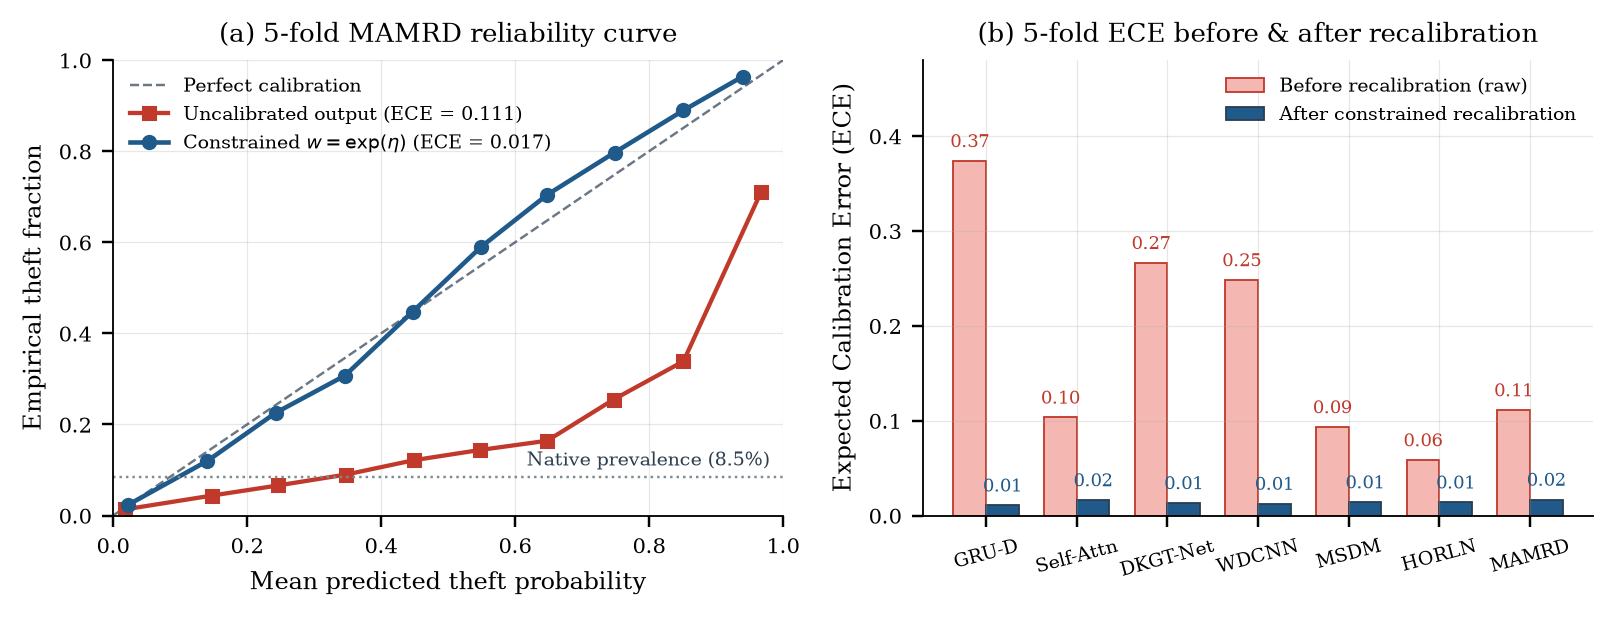 (a) 5-fold MAMRD reliability curve
Perfect calibration
Uncalibrated output (ECE = 0.111)
Constrained w = exp(η) (ECE = 0.017)
Native prevalence (8.5%)
Empirical theft fraction
1.0
0.8
0.6
0.4
0.2
0.0
0.0 0.2 0.4 0.6 0.8 1.0
Mean predicted theft probability
(b) 5-fold ECE before & after recalibration
Before recalibration (raw)
After constrained recalibration
Expected Calibration Error (ECE)
0.4
0.3
0.2
0.1
0.0
0.37
0.01
0.10
0.02
0.27
0.01
0.25
0.01
0.09
0.01
0.06
0.01
0.11
0.02
GRU-D
Self-Attn
DKGT-Net
WDCNN
MSDM
HORLN
MAMRD